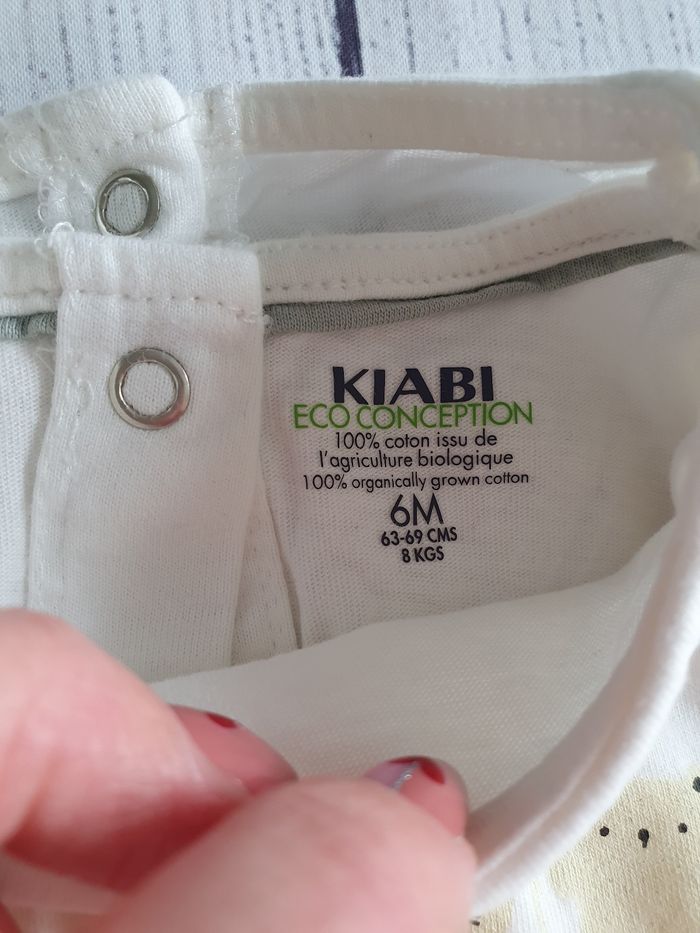 KIABI
ECO CONCEPTION
100% coton issu de
l'agriculture biologique
100% organically grown cotton
6M
63-69 CMS
8 KGS